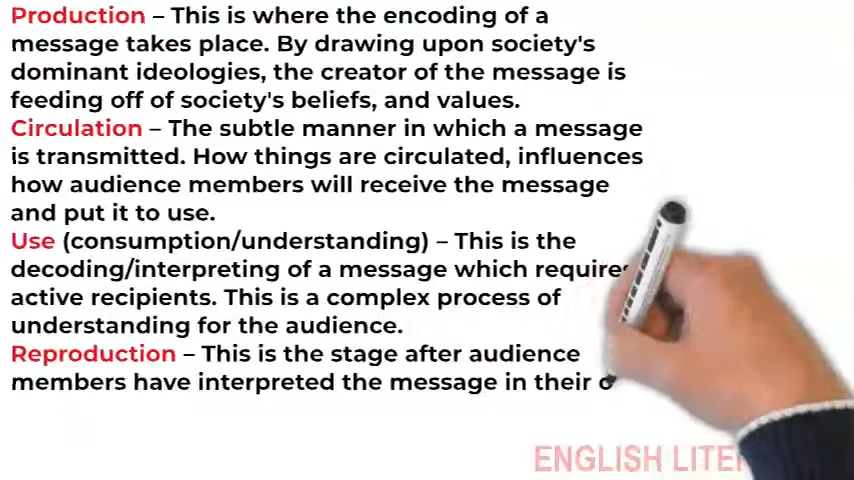 Production – This is where the encoding of a
message takes place. By drawing upon society's
dominant ideologies, the creator of the message is
feeding off of society's beliefs, and values.
Circulation – The subtle manner in which a message
is transmitted. How things are circulated, influences
how audience members will receive the message
and put it to use.
Use (consumption/understanding) – This is the
decoding/interpreting of a message which requires
active recipients. This is a complex process of
understanding for the audience.
Reproduction – This is the stage after audience
members have interpreted the message in their
ENGLISH